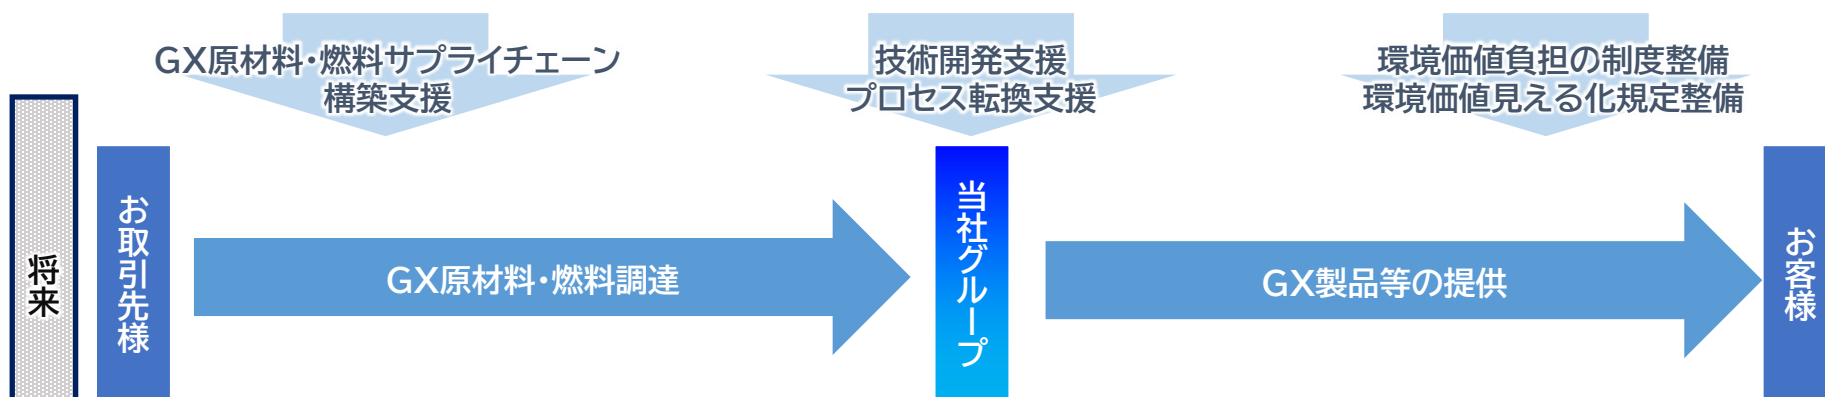 GX原材料・燃料サプライチェーン
構築支援
技術開発支援
プロセス転換支援
環境価値負担の制度整備
環境価値見える化規定整備
将来
お取引先様
GX原材料・燃料調達
当社グループ
GX製品等の提供
お客様